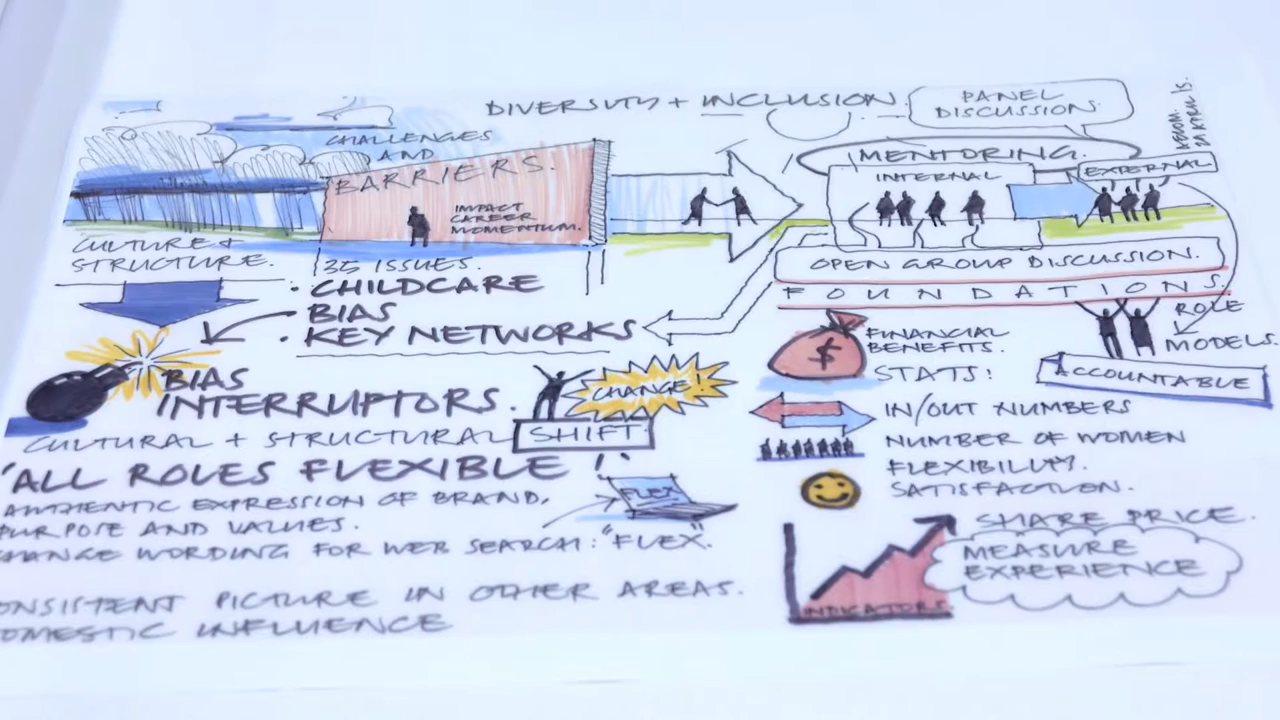 DIVERSITY + INCLUSION.
PANEL
DISCUSSION.
CHALLENGES
AND
BARRIERS.
IMPACT
CAREER
MOMENTUM.
CULTURE &
STRUCTURE.
35 ISSUES.
• CHILDCARE
• BIAS
• KEY NETWORKS
MENTORING.
INTERNAL
EXTERNAL
OPEN GROUP DISCUSSION.
FOUNDATIONS.
ROLE
MODELS.
ACCOUNTABLE
BIAS
INTERRUPTORS.
CHANGE!
CULTURAL + STRUCTURAL SHIFT
"ALL ROLES FLEXIBLE!"
AUTHENTIC EXPRESSION OF BRAND,
PURPOSE AND VALUES.
HANGE WORDING FOR WEB SEARCH: "FLEX".
FLEX
ONSISTENT PICTURE IN OTHER AREAS.
OMESTIC INFLUENCE
FINANCIAL
BENEFITS.
STATS!
$
IN/OUT NUMBERS
NUMBER OF WOMEN
FLEXIBILITY.
SATISFACTION.
SHARE PRICE.
MEASURE
EXPERIENCE
INDICATORS.